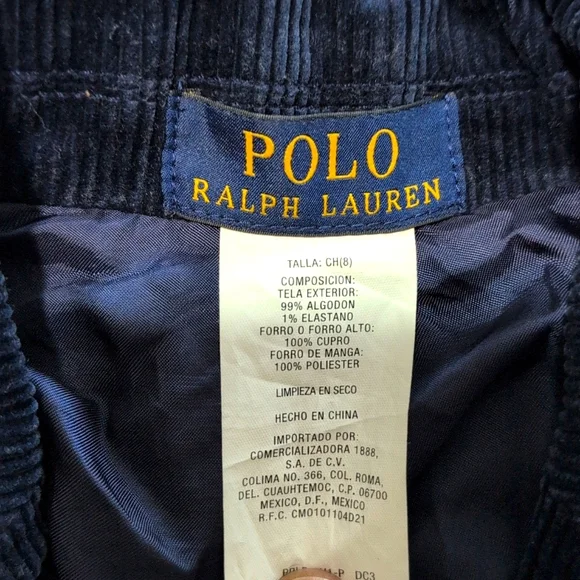 POLO
RALPH LAUREN
TALLA: CH(8)
COMPOSICION:
TELA EXTERIOR:
99% ALGODON
1% ELASTANO
FORRO O FORRO ALTO:
100% CUPRO
FORRO DE MANGA:
100% POLIESTER
LIMPIEZA EN SECO
HECHO EN CHINA
IMPORTADO POR:
COMERCIALIZADORA 1888,
S.A. DE C.V.
COLIMA NO. 366, COL. ROMA,
DEL. CUAUHTEMOC, C.P. 06700
MEXICO, D.F., MEXICO
R.F.C. CMO101104D21
DC3